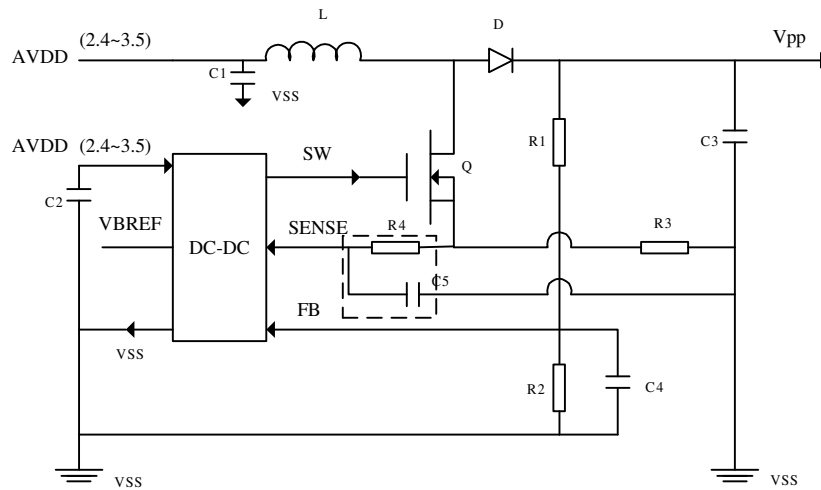 L
D
AVDD (2.4~3.5)
Vpp
C1
VSS
AVDD (2.4~3.5)
SW
Q
R1
C3
C2
VBREF
DC-DC
SENSE
R4
R3
C5
FB
VSS
R2
C4
VSS
VSS